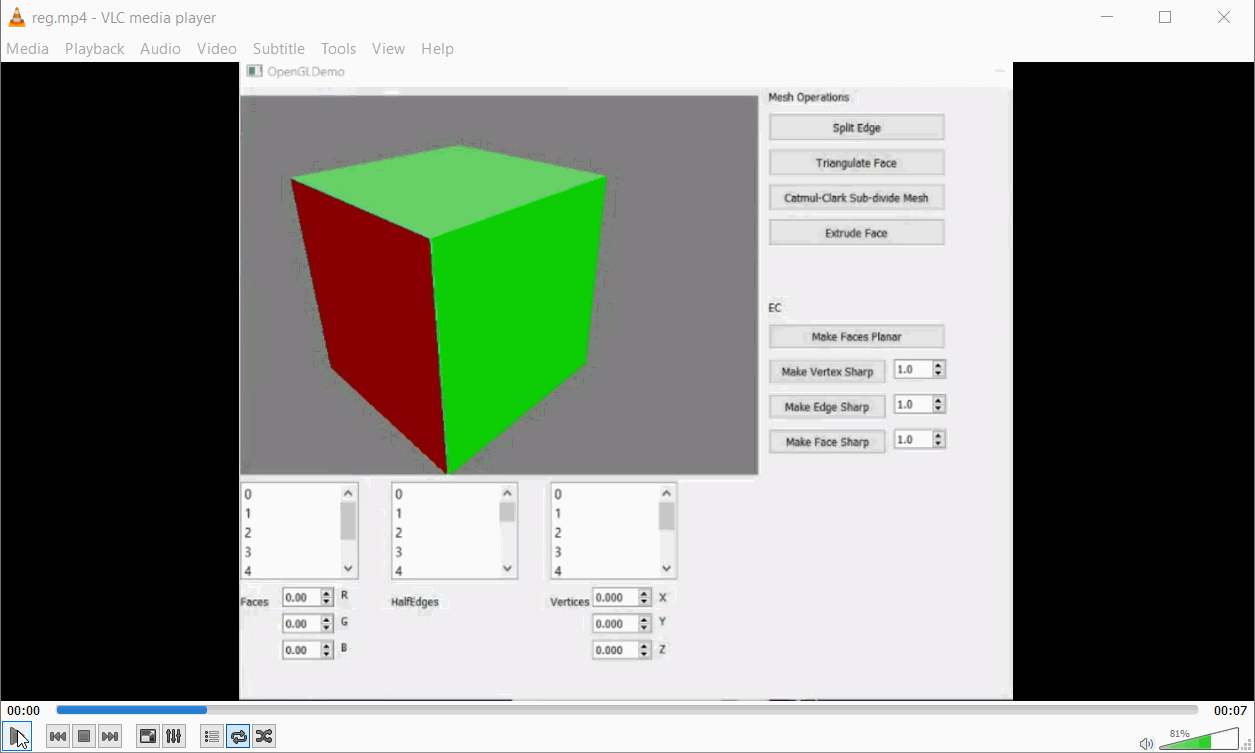 reg.mp4 - VLC media player
Media Playback Audio Video Subtitle Tools View Help
OpenGLDemo
Mesh Operations
Split Edge
Triangulate Face
Catmul-Clark Sub-divide Mesh
Extrude Face
EC
Make Faces Planar
Make Vertex Sharp 1.0
Make Edge Sharp 1.0
Make Face Sharp 1.0
0 0 0
1 1 1
2 2 2
3 3 3
4 4 4
Faces 0.00 R HalfEdges Vertices 0.000 X
0.00 G 0.000 Y
0.00 B 0.000 Z
00:00 00:07
81%